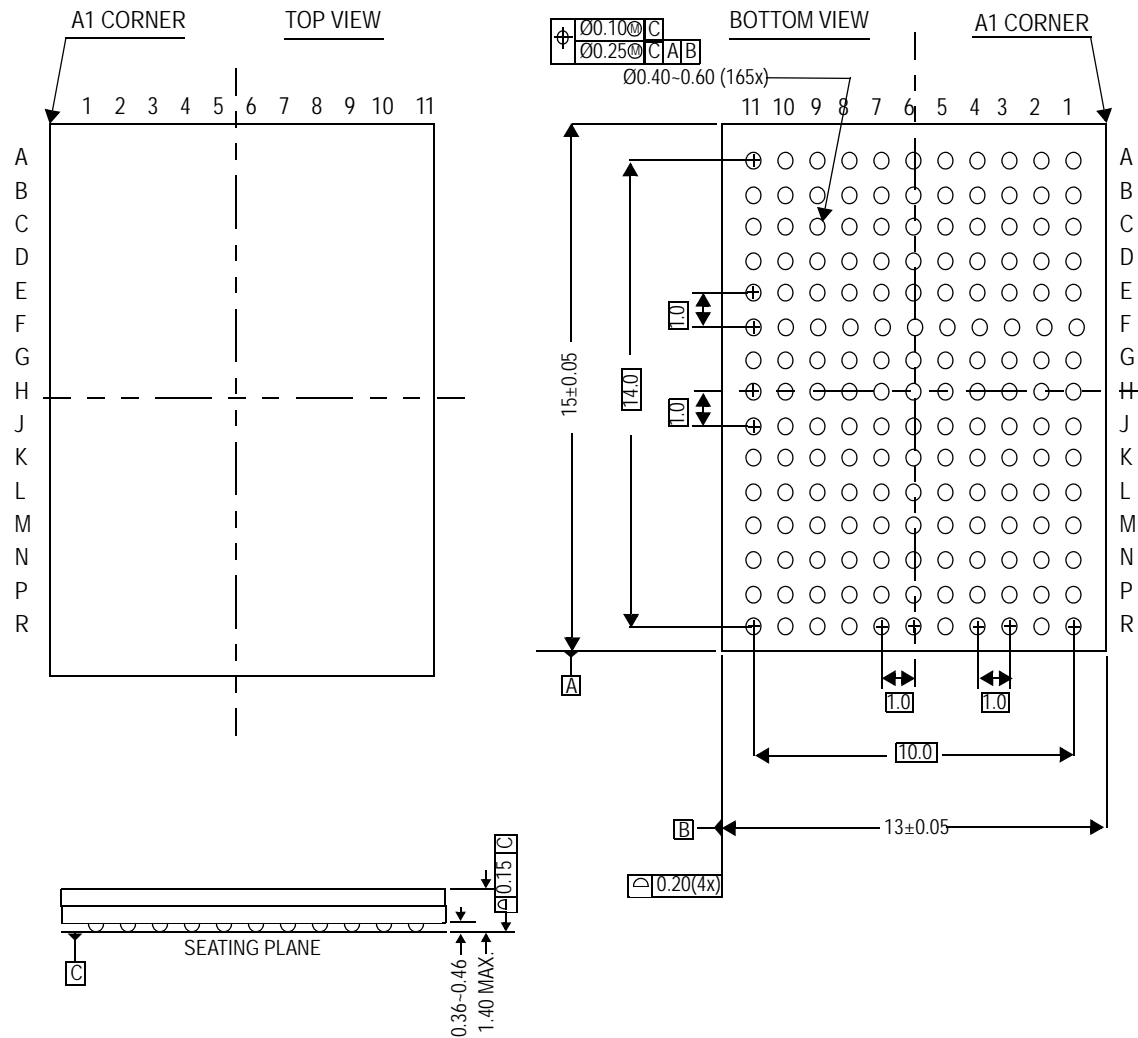 A1 CORNER
TOP VIEW
1 2 3 4 5 6 7 8 9 10 11
A
B
C
D
E
F
G
H
J
K
L
M
N
P
R
Ø0.10Ⓜ C
Ø0.25Ⓜ C A B
Ø0.40~0.60 (165x)
BOTTOM VIEW
A1 CORNER
11 10 9 8 7 6 5 4 3 2 1
A
B
C
D
E
F
G
H
J
K
L
M
N
P
R
15±0.05
14.0
1.0
1.0
A
1.0
1.0
10.0
B
13±0.05
0.20(4x)
0.15 C
SEATING PLANE
C
0.36~0.46
1.40 MAX.